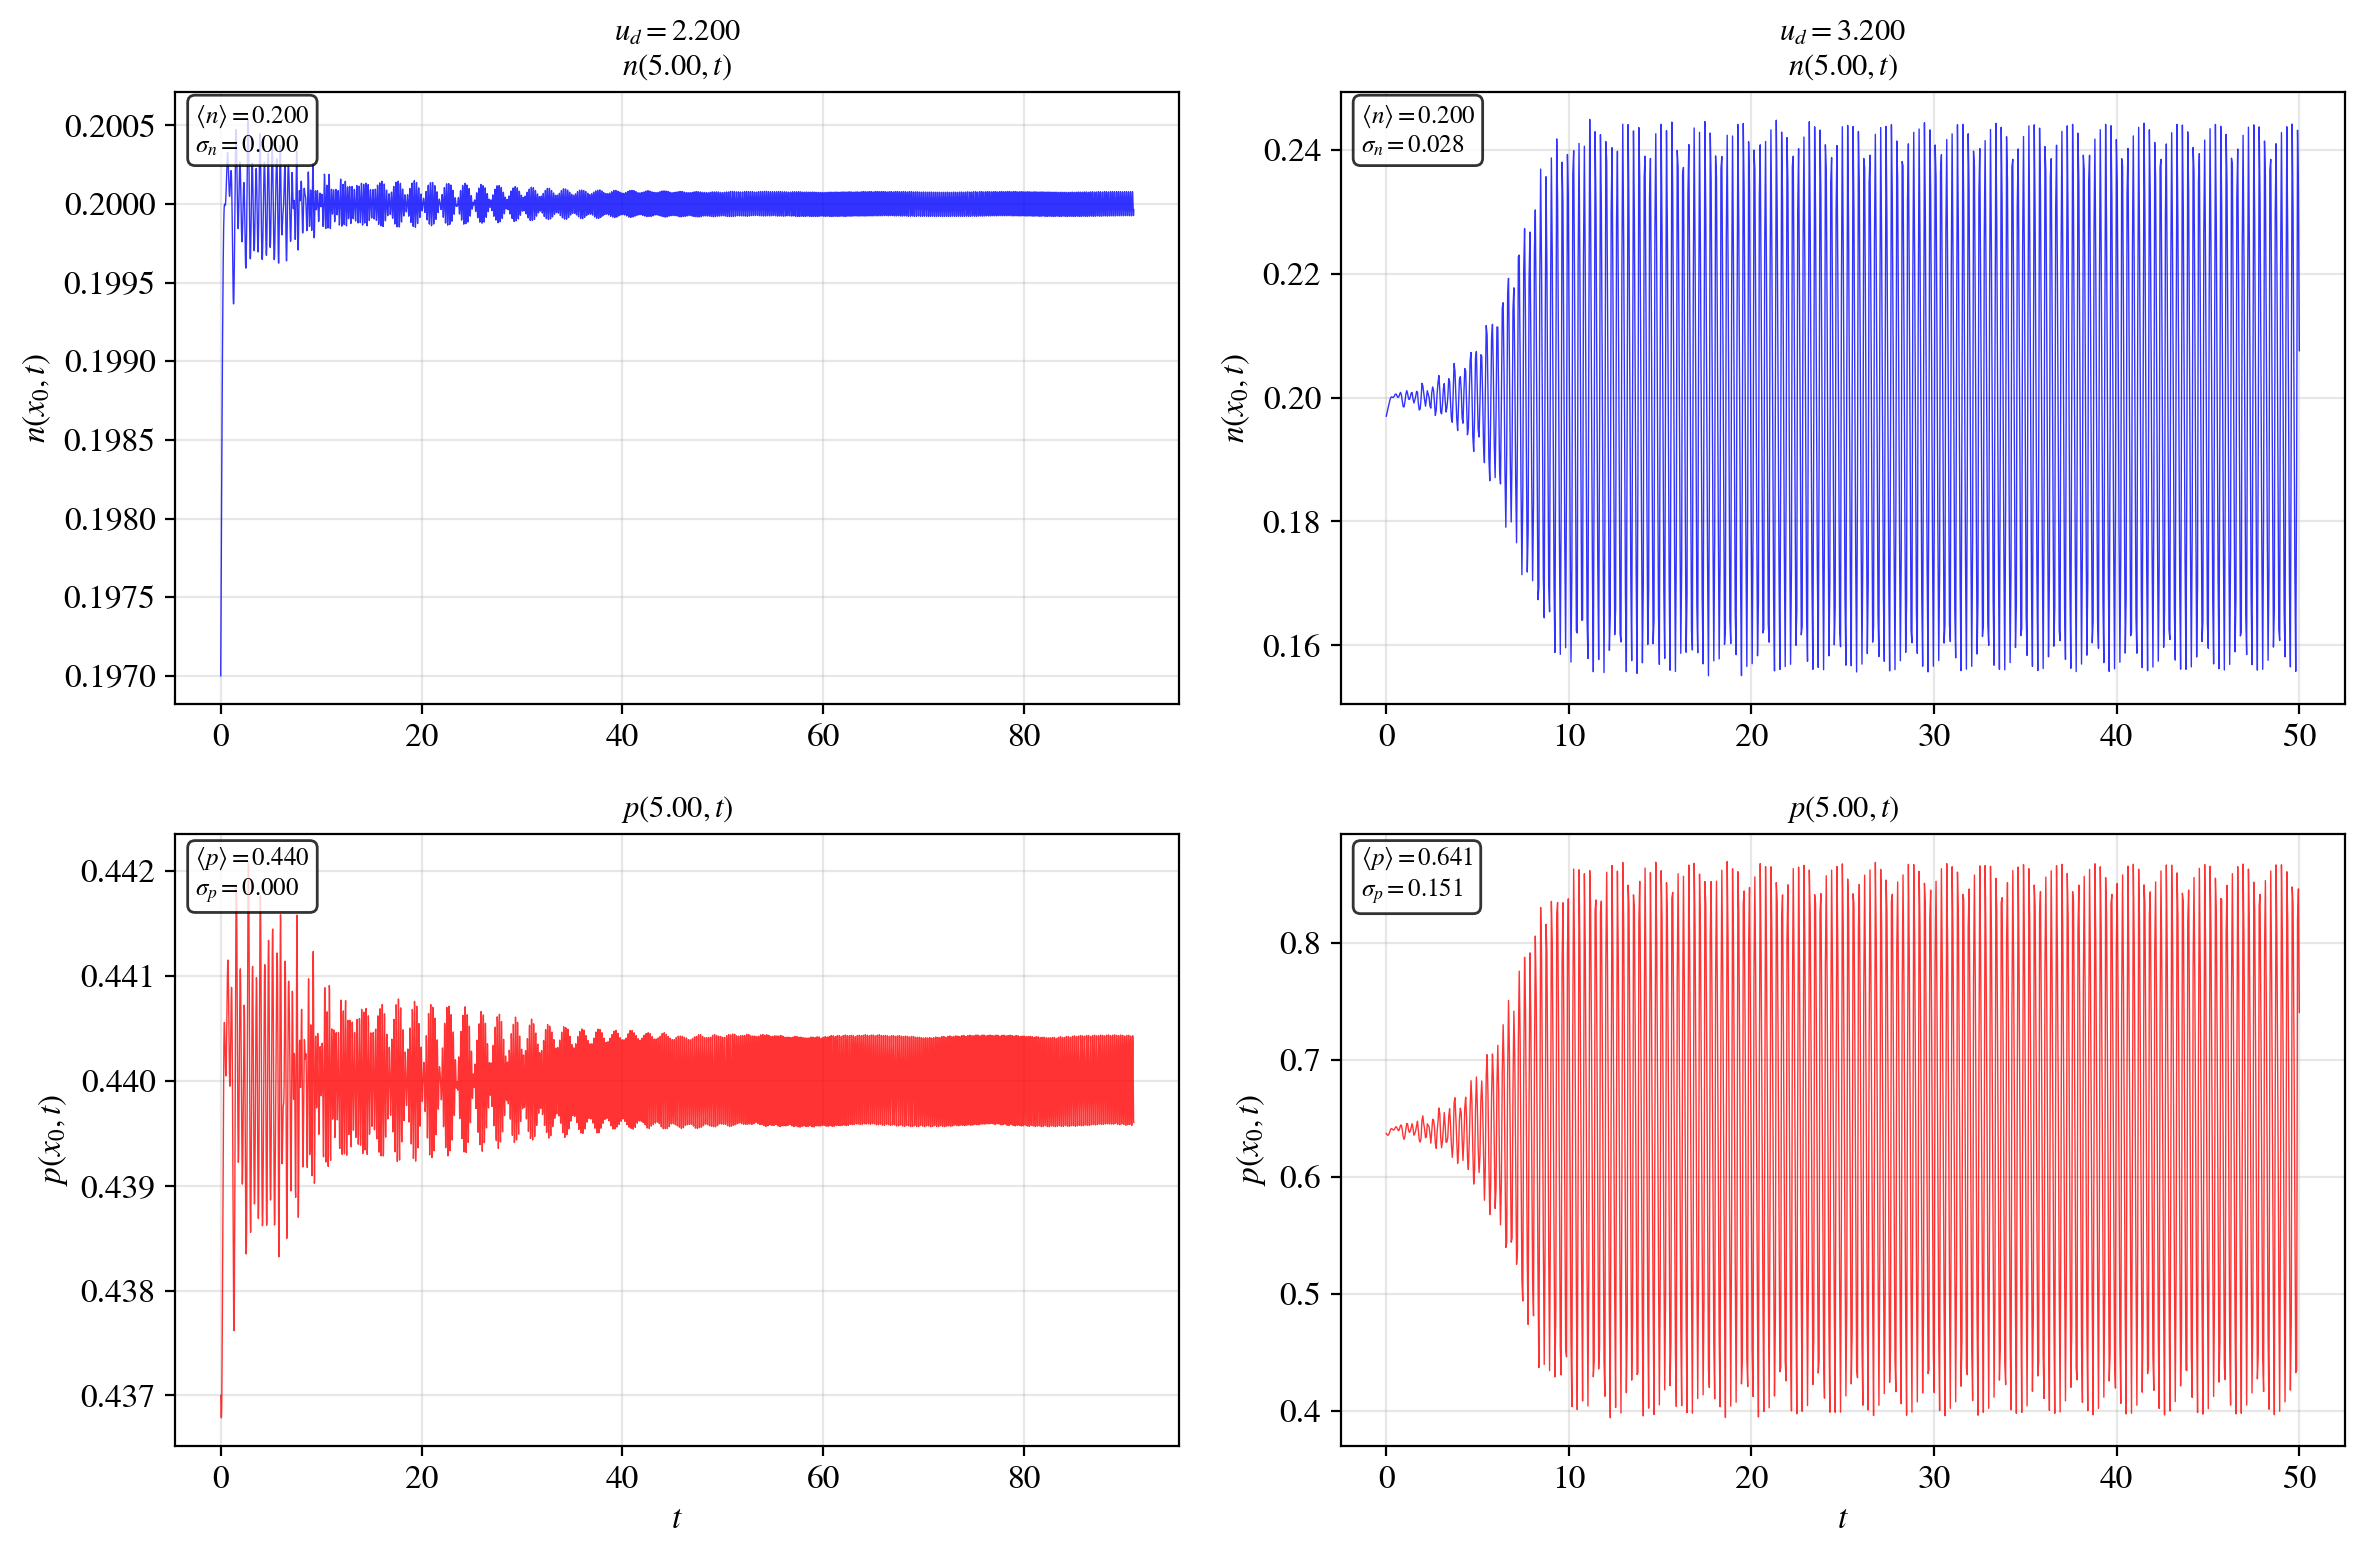 u_d = 2.200
n(5.00, t)
⟨n⟩ = 0.200
σ_n = 0.000
n(x_0, t)
0.2005
0.2000
0.1995
0.1990
0.1985
0.1980
0.1975
0.1970
0 20 40 60 80
u_d = 3.200
n(5.00, t)
⟨n⟩ = 0.200
σ_n = 0.028
n(x_0, t)
0.24
0.22
0.20
0.18
0.16
0 10 20 30 40 50
p(5.00, t)
⟨p⟩ = 0.440
σ_p = 0.000
p(x_0, t)
0.442
0.441
0.440
0.439
0.438
0.437
0 20 40 60 80
t
p(5.00, t)
⟨p⟩ = 0.641
σ_p = 0.151
p(x_0, t)
0.8
0.7
0.6
0.5
0.4
0 10 20 30 40 50
t